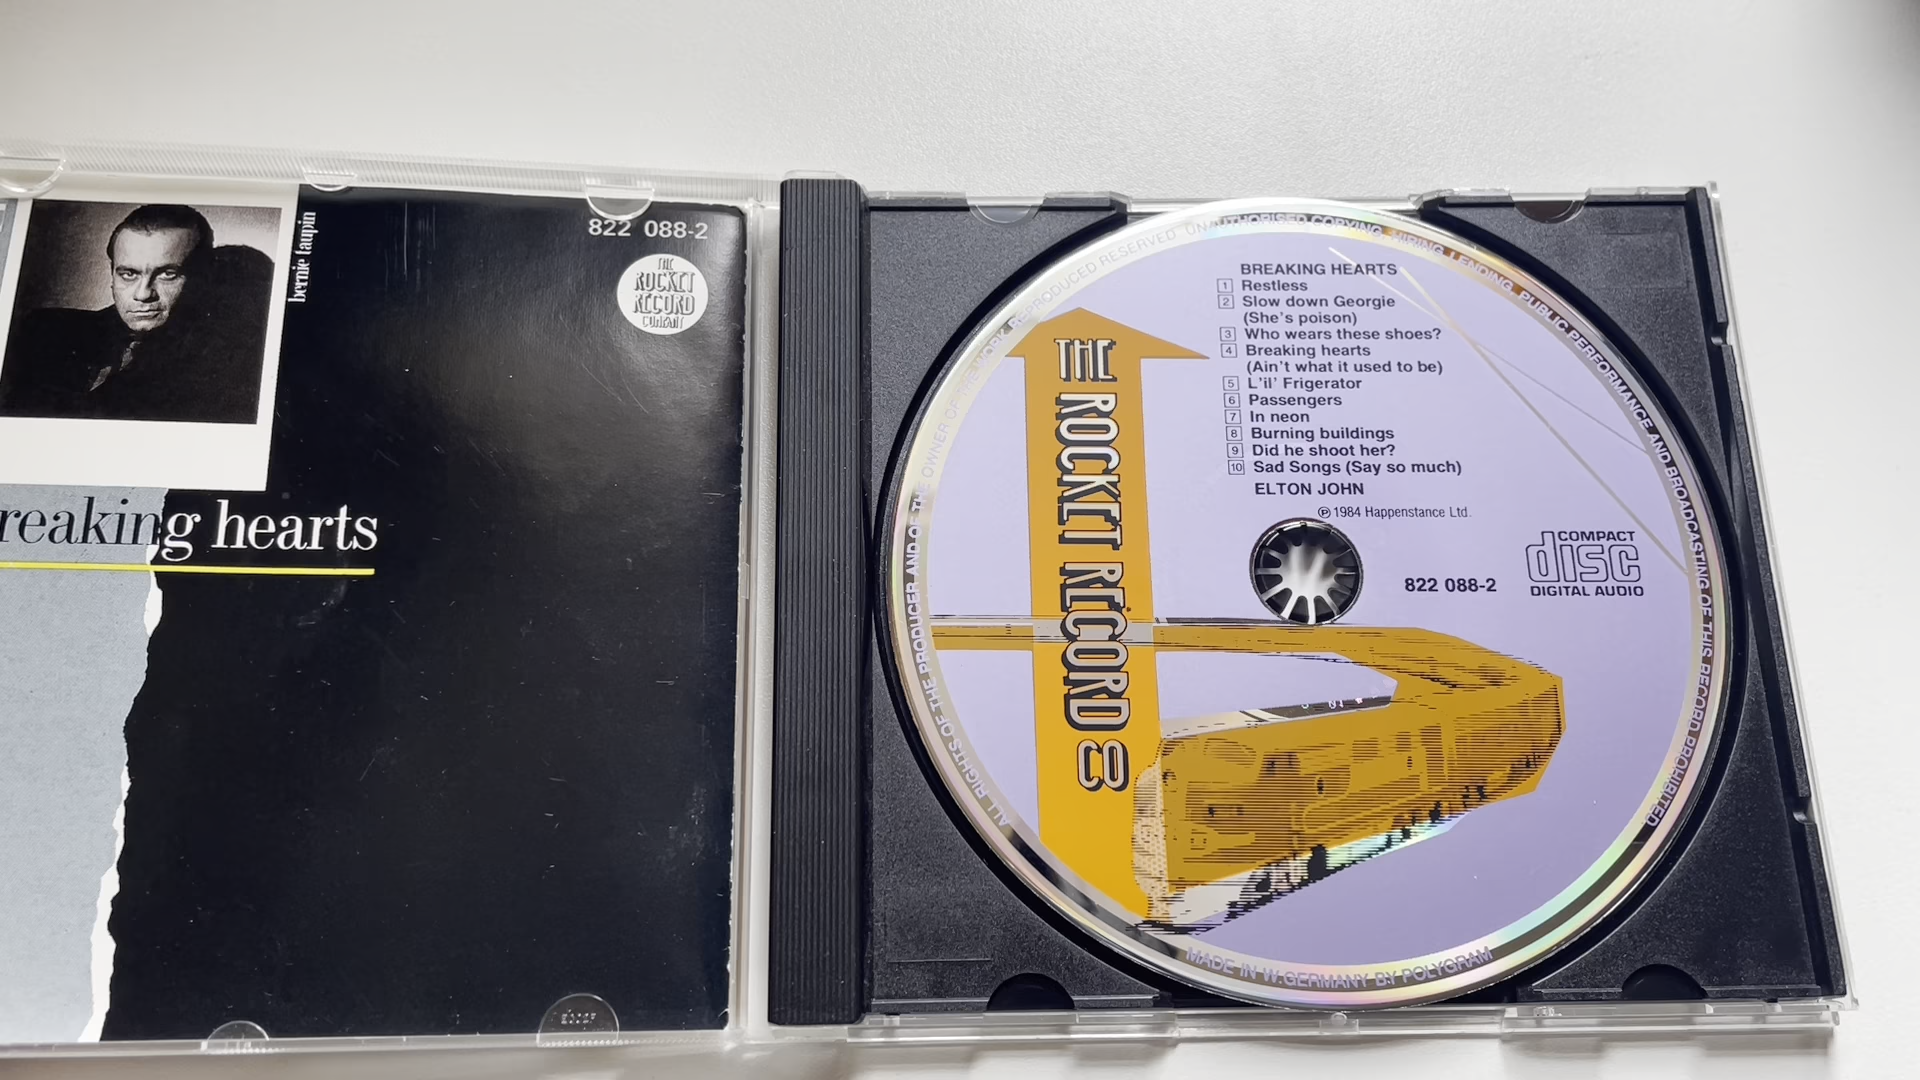 bernie taupin
822 088-2
THE
ROCKET
RECORD
COMPANY
reaking hearts
THE ROCKET RECORD CO
BREAKING HEARTS
1 Restless
2 Slow down Georgie
(She's poison)
3 Who wears these shoes?
4 Breaking hearts
(Ain't what it used to be)
5 L'il' Frigerator
6 Passengers
7 In neon
8 Burning buildings
9 Did he shoot her?
10 Sad Songs (Say so much)
ELTON JOHN
℗ 1984 Happenstance Ltd.
822 088-2
COMPACT
disc
DIGITAL AUDIO
ALL RIGHTS OF THE PRODUCER AND OF THE OWNER OF THE WORK REPRODUCED RESERVED UNAUTHORISED COPYING, HIRING, LENDING, PUBLIC PERFORMANCE AND BROADCASTING OF THIS RECORD PROHIBITED.
MADE IN W.GERMANY BY POLYGRAM